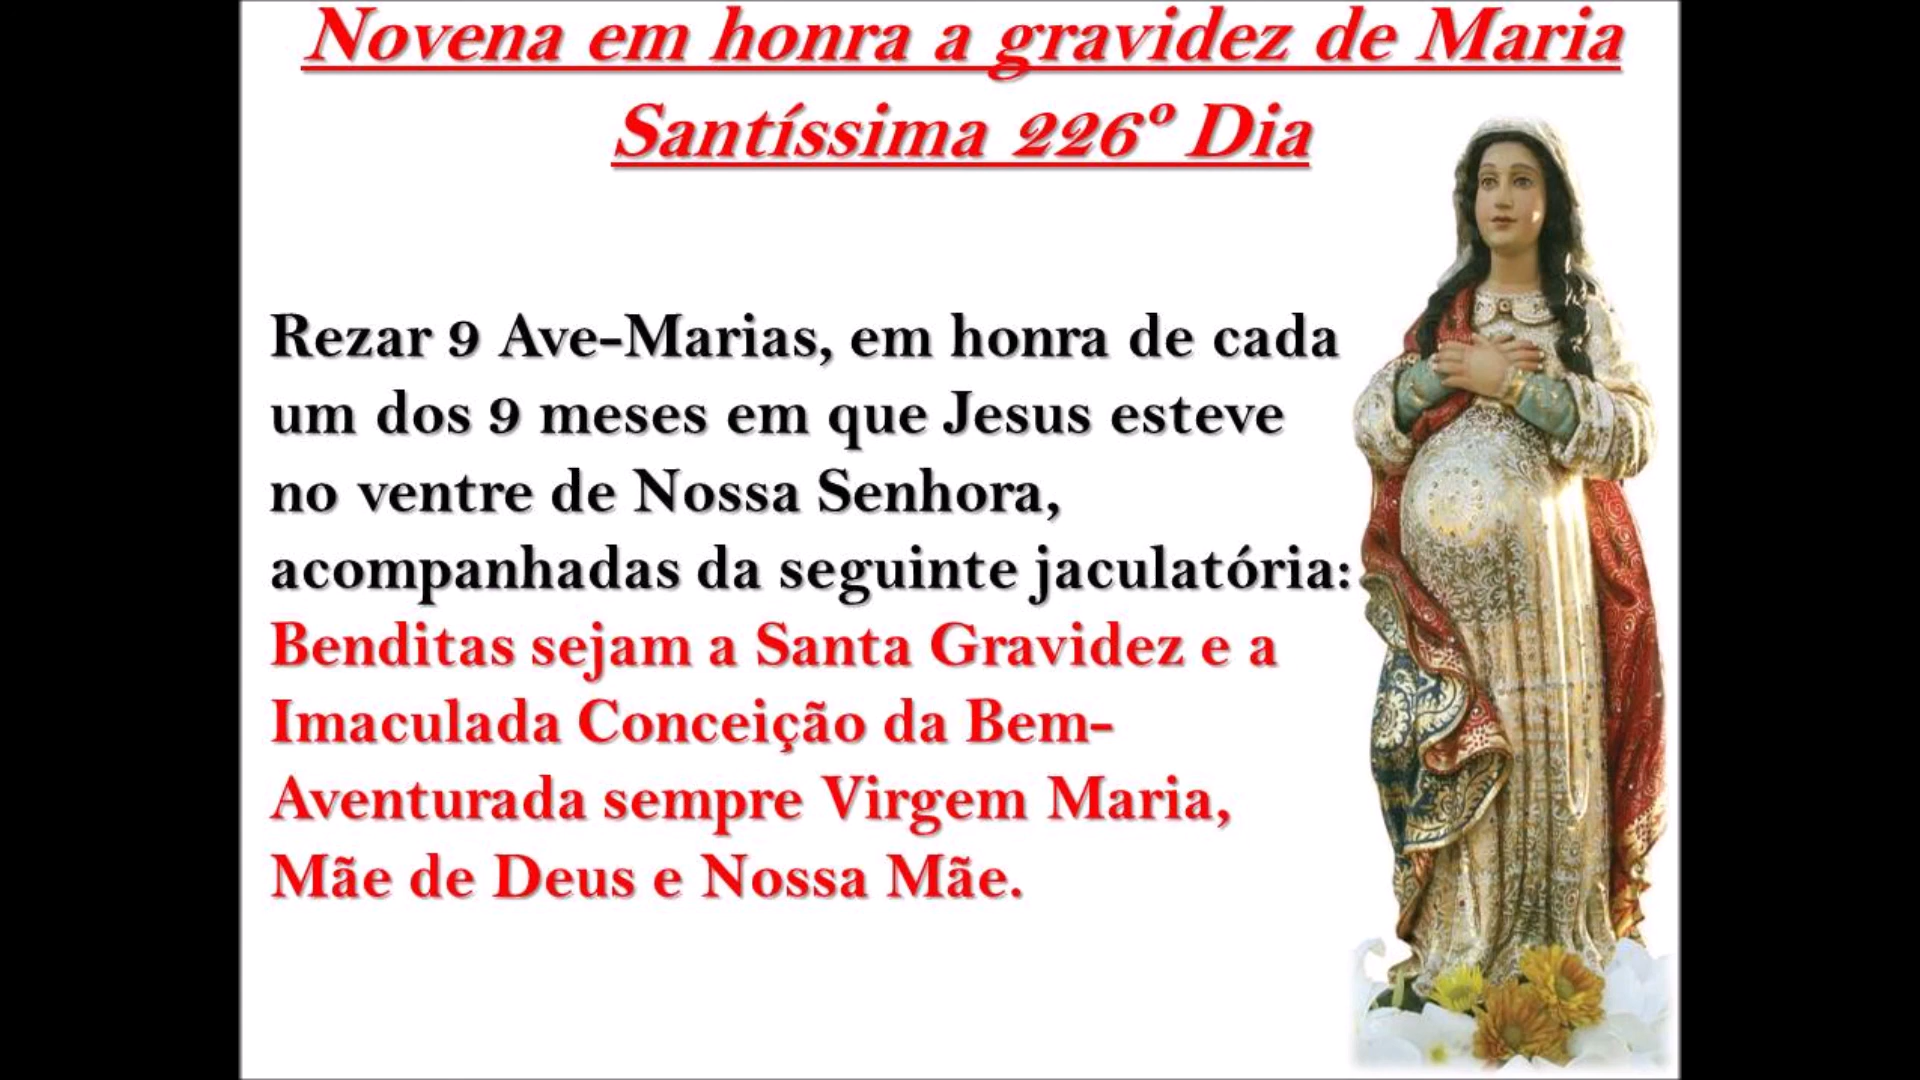 Novena em honra a gravidez de Maria
Santíssima 226º Dia
Rezar 9 Ave-Marias, em honra de cada
um dos 9 meses em que Jesus esteve
no ventre de Nossa Senhora,
acompanhadas da seguinte jaculatória:
Benditas sejam a Santa Gravidez e a
Imaculada Conceição da Bem-
Aventurada sempre Virgem Maria,
Mãe de Deus e Nossa Mãe.